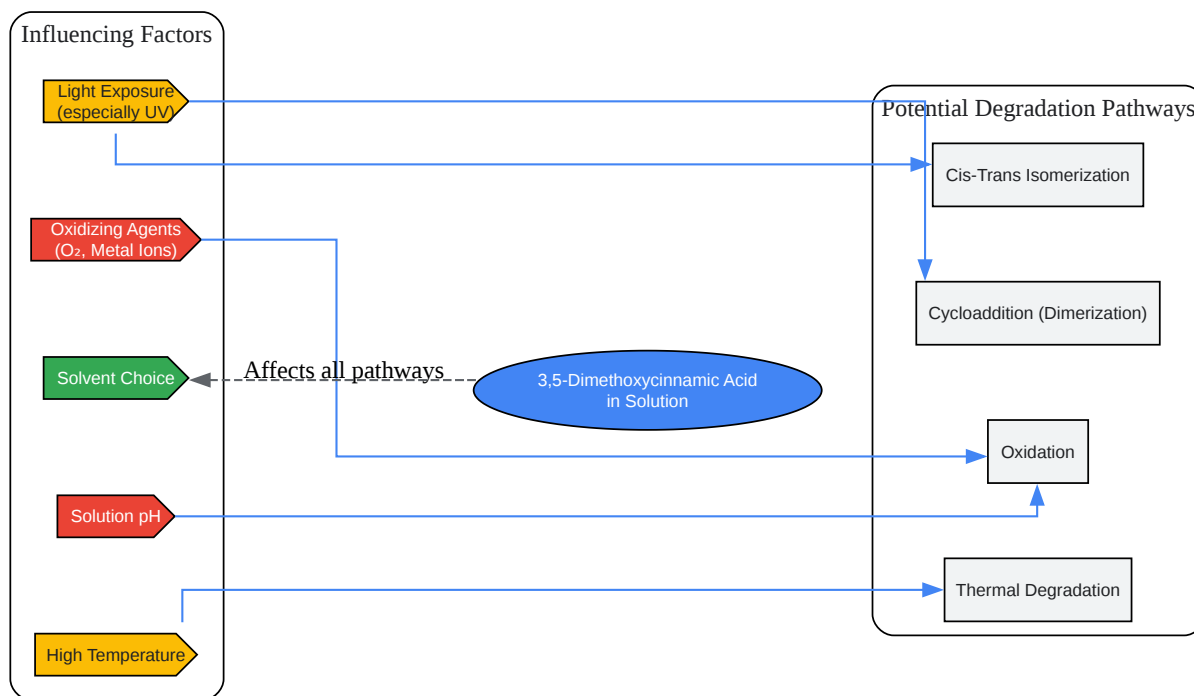 Influencing Factors
Light Exposure
(especially UV)
Oxidizing Agents
(O₂, Metal Ions)
Solvent Choice
Solution pH
High Temperature
Affects all pathways
3,5-Dimethoxycinnamic Acid
in Solution
Potential Degradation Pathways
Cis-Trans Isomerization
Cycloaddition (Dimerization)
Oxidation
Thermal Degradation